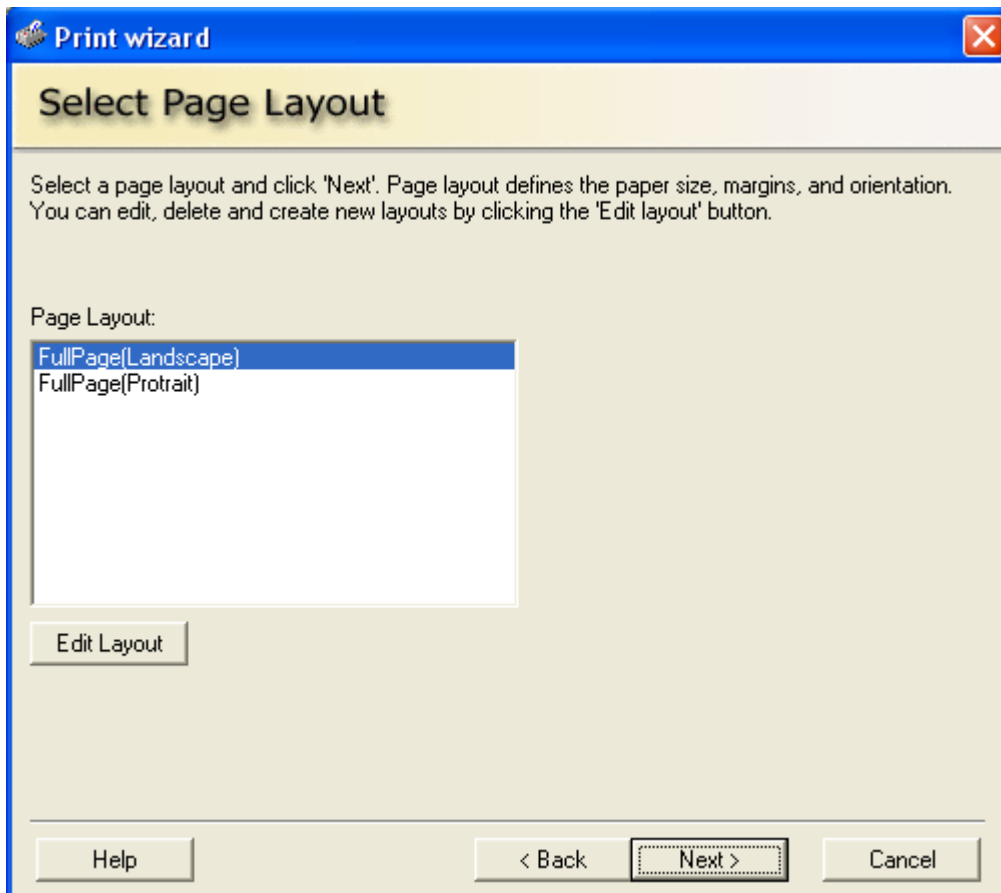 Print wizard
Select Page Layout
Select a page layout and click 'Next'. Page layout defines the paper size, margins, and orientation.
You can edit, delete and create new layouts by clicking the 'Edit layout' button.
Page Layout:
FullPage(Landscape)
FullPage(Protrait)
Edit Layout
Help
< Back
Next >
Cancel